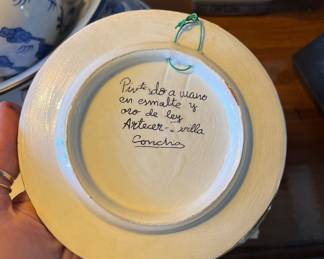 Pintado a mano
en esmalte y
oro de ley
Artecer-Sevilla
Concha